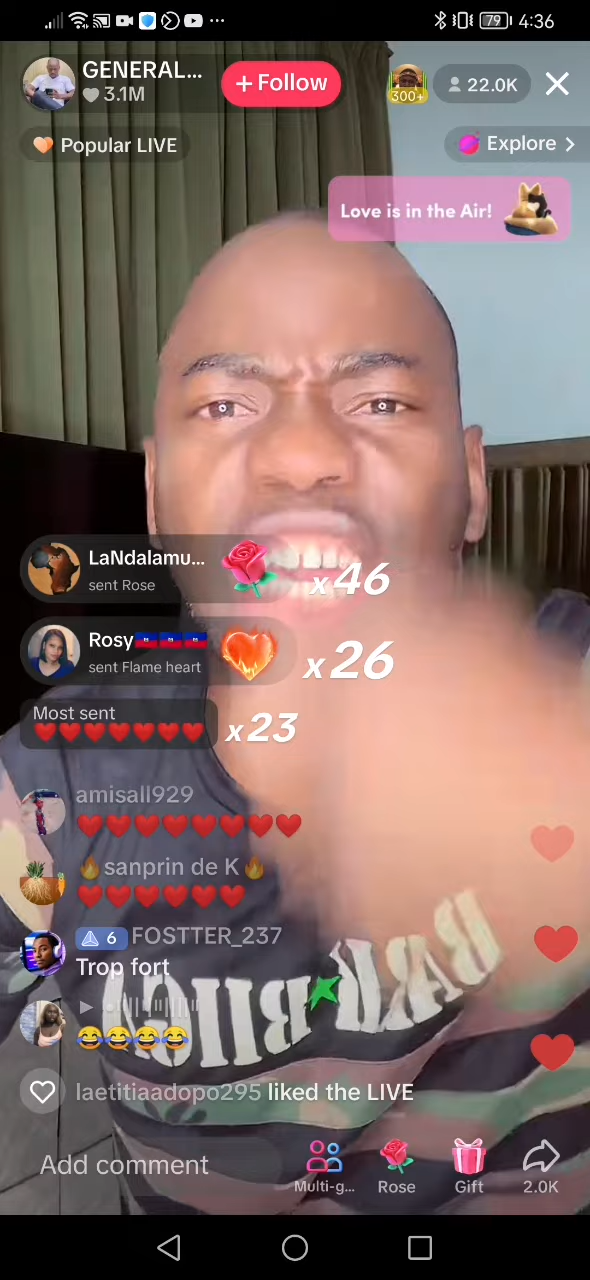 79 4:36
GENERAL...
3.1M
+ Follow
300+
22.0K
Popular LIVE
Explore >
Love is in the Air!
LaNdalamu...
sent Rose
x46
Rosy🇭🇹🇭🇹🇭🇹
sent Flame heart
x26
Most sent
❤️❤️❤️❤️❤️❤️❤️ x23
amisall929
❤️❤️❤️❤️❤️❤️❤️❤️
🔥sanprin de K🔥
❤️❤️❤️❤️❤️❤️
6 FOSTTER_237
Trop fort
😂😂😂😂
laetitiaadopo295 liked the LIVE
Add comment
Multi-g...
Rose
Gift
2.0K